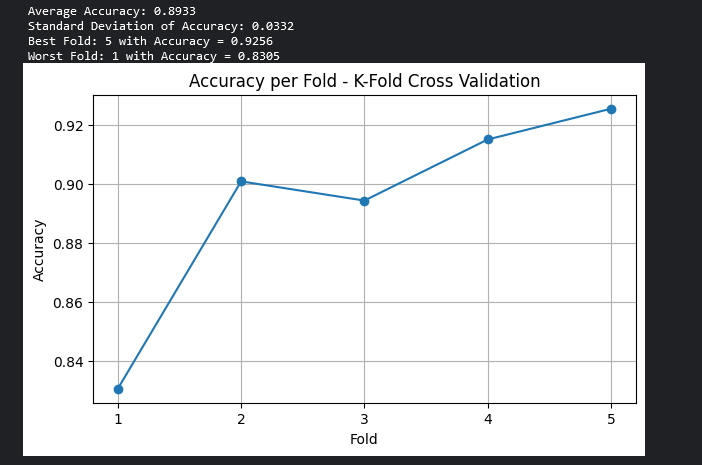 Average Accuracy: 0.8933
Standard Deviation of Accuracy: 0.0332
Best Fold: 5 with Accuracy = 0.9256
Worst Fold: 1 with Accuracy = 0.8305
Accuracy per Fold - K-Fold Cross Validation
0.92
0.90
0.88
0.86
0.84
Accuracy
1 2 3 4 5
Fold